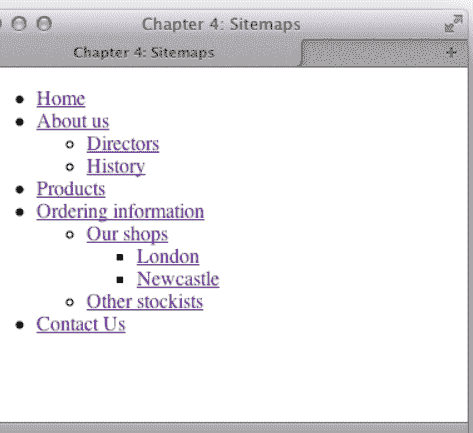 Chapter 4: Sitemaps
Chapter 4: Sitemaps
Home
About us
Directors
History
Products
Ordering information
Our shops
London
Newcastle
Other stockists
Contact Us